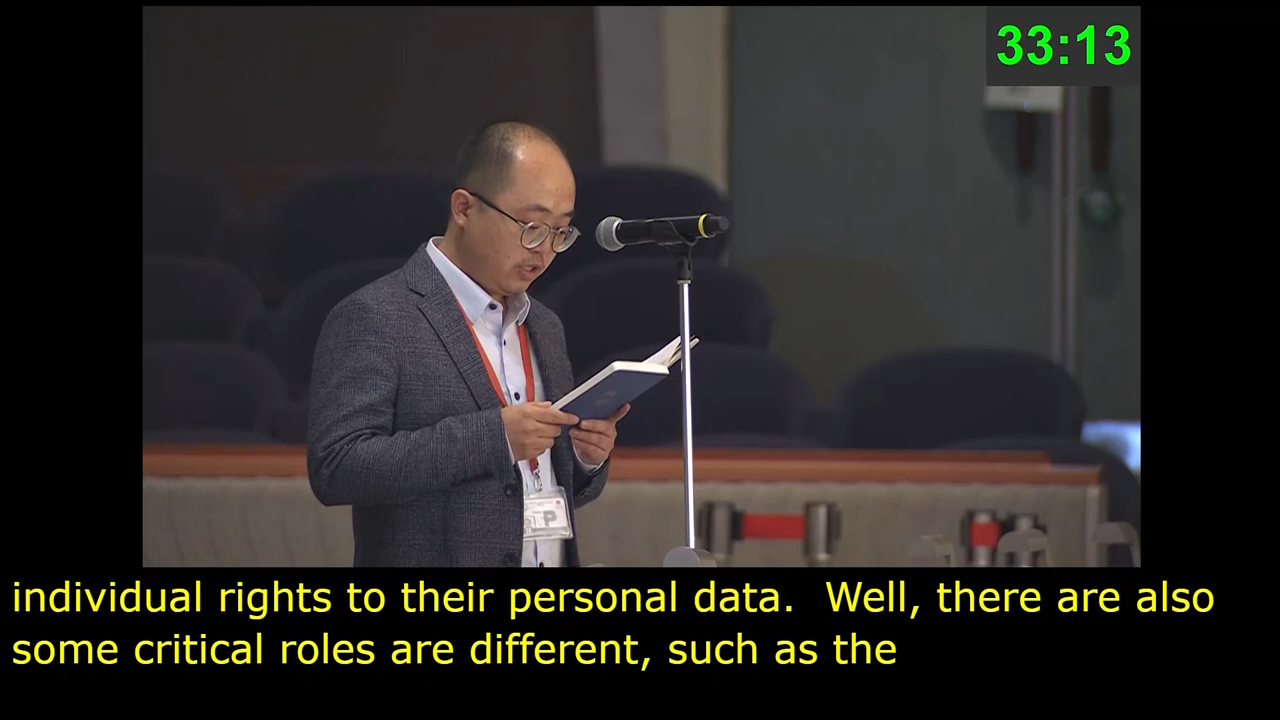 33:13
P
individual rights to their personal data.  Well, there are also
some critical roles are different, such as the